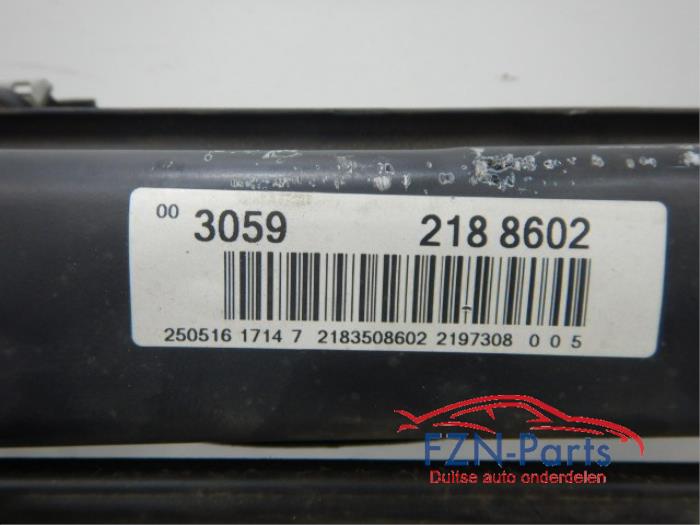 00 3059 218 8602
250516 1714 7 2183508602 2197308 0 0 5
FZN-Parts
Duitse auto onderdelen